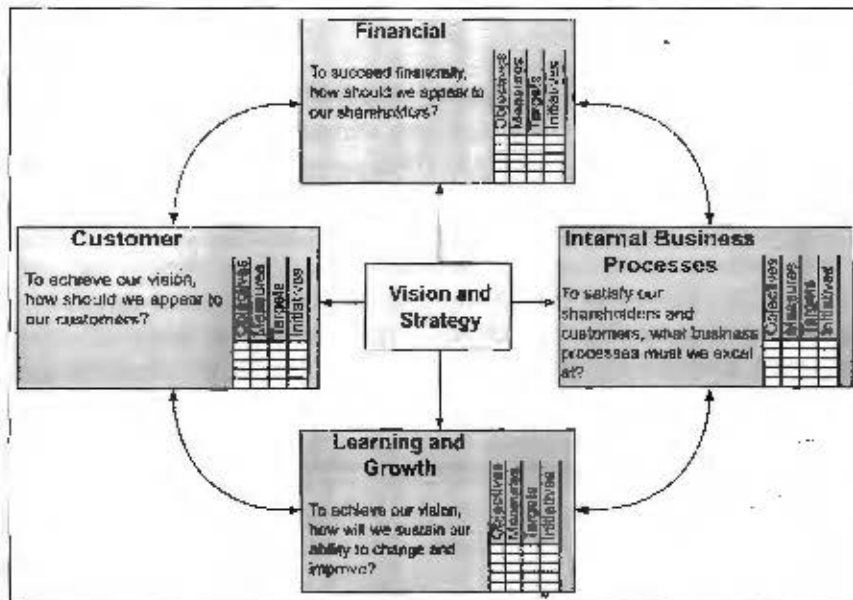 Financial
To succeed financially,
how should we appear to
our shareholders?
Objectives
Measures
Targets
Initiatives
Customer
To achieve our vision,
how should we appear to
our customers?
Objectives
Measures
Targets
Initiatives
Vision and
Strategy
Internal Business
Processes
To satisfy our
shareholders and
customers, what business
processes must we excel
at?
Objectives
Measures
Targets
Initiatives
Learning and
Growth
To achieve our vision,
how will we sustain our
ability to change and
improve?
Objectives
Measures
Targets
Initiatives